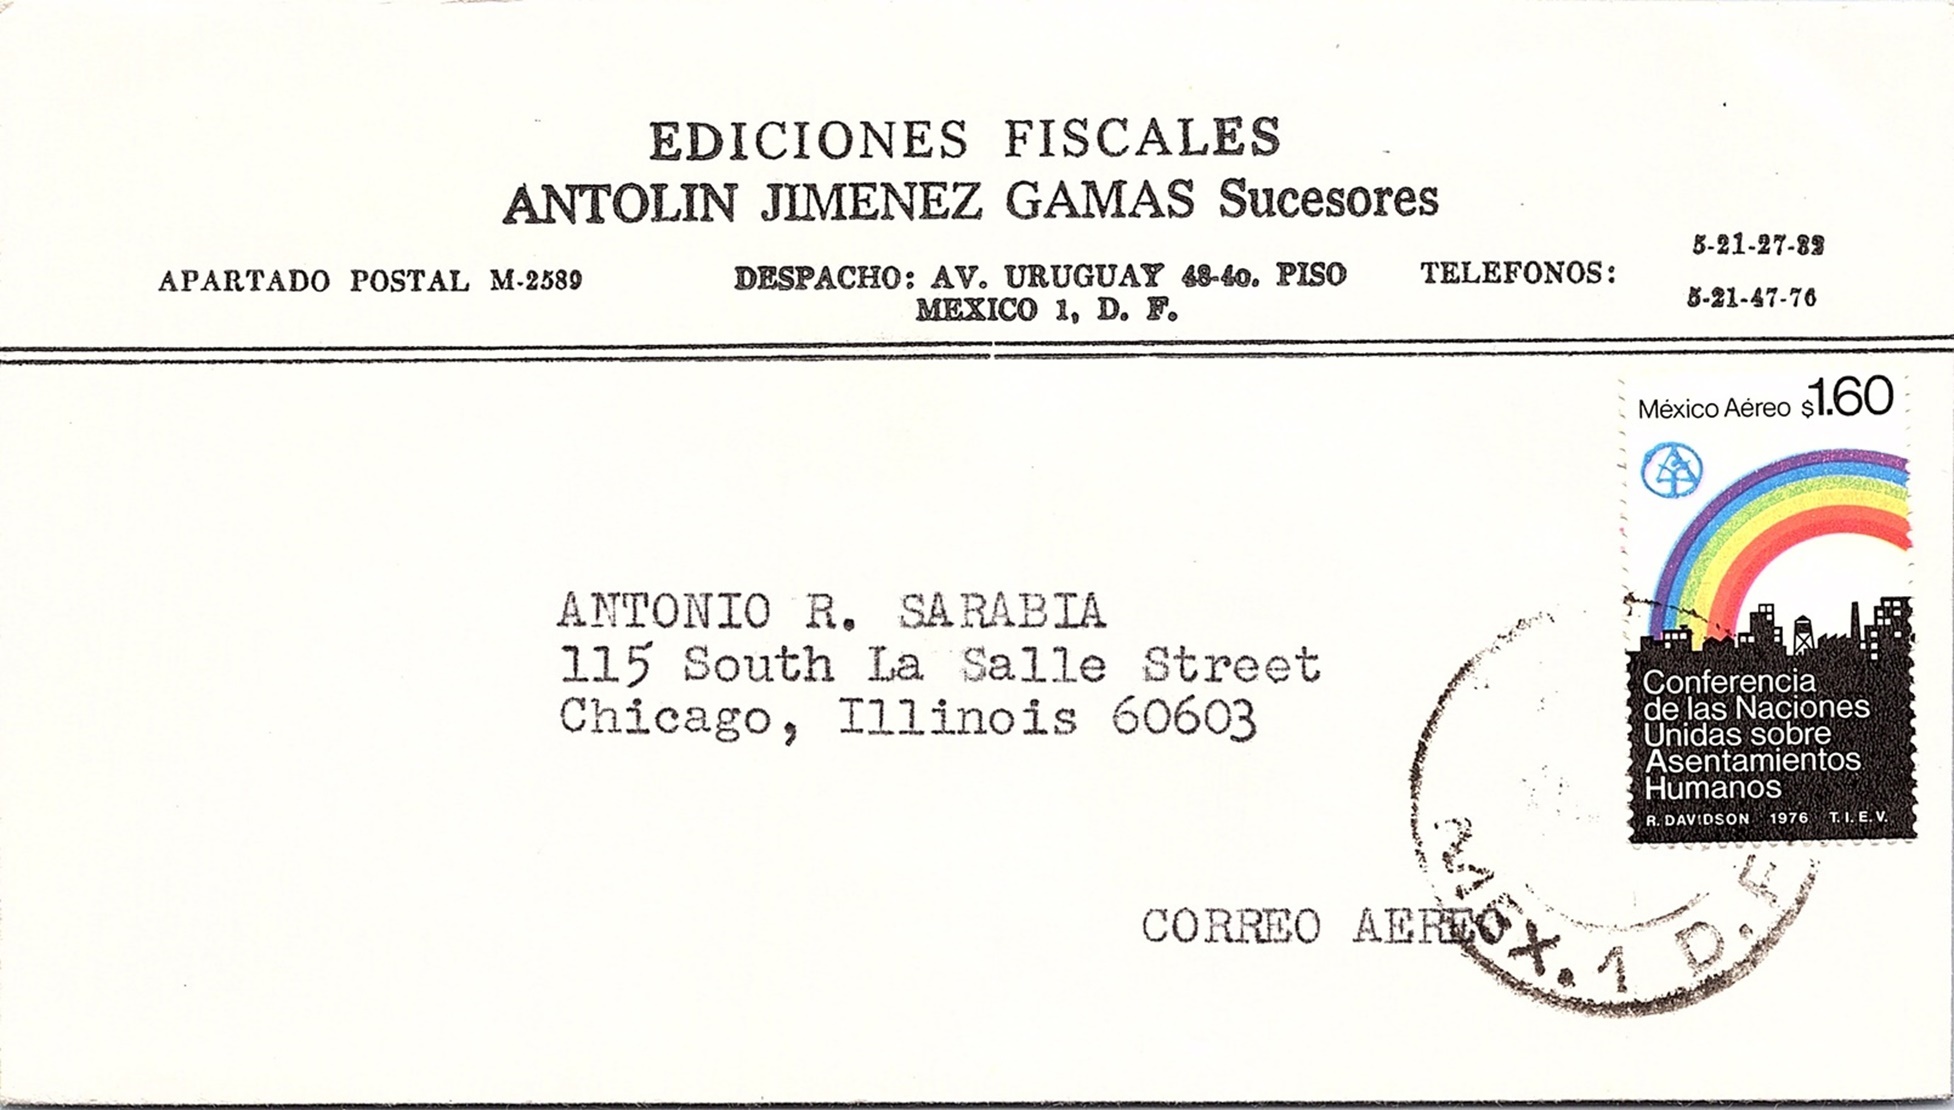 EDICIONES FISCALES
ANTOLIN JIMENEZ GAMAS Sucesores
APARTADO POSTAL M-2589
DESPACHO: AV. URUGUAY 48-4o. PISO
MEXICO 1, D. F.
TELEFONOS:
5-21-27-82
5-21-47-76
México Aéreo $1.60
Conferencia
de las Naciones
Unidas sobre
Asentamientos
Humanos
R. DAVIDSON 1976 T. I. E. V.
ANTONIO R. SARABIA
115 South La Salle Street
Chicago, Illinois 60603
CORREO AEREO
MEX. 1 D. F